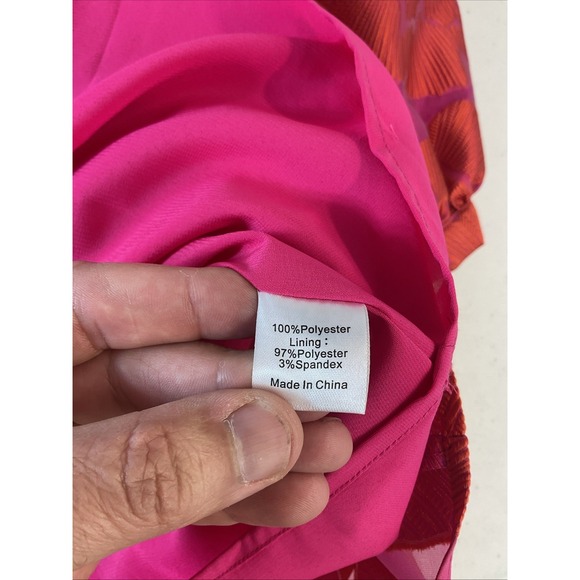 100%Polyester
Lining：
97%Polyester
3%Spandex
Made In China